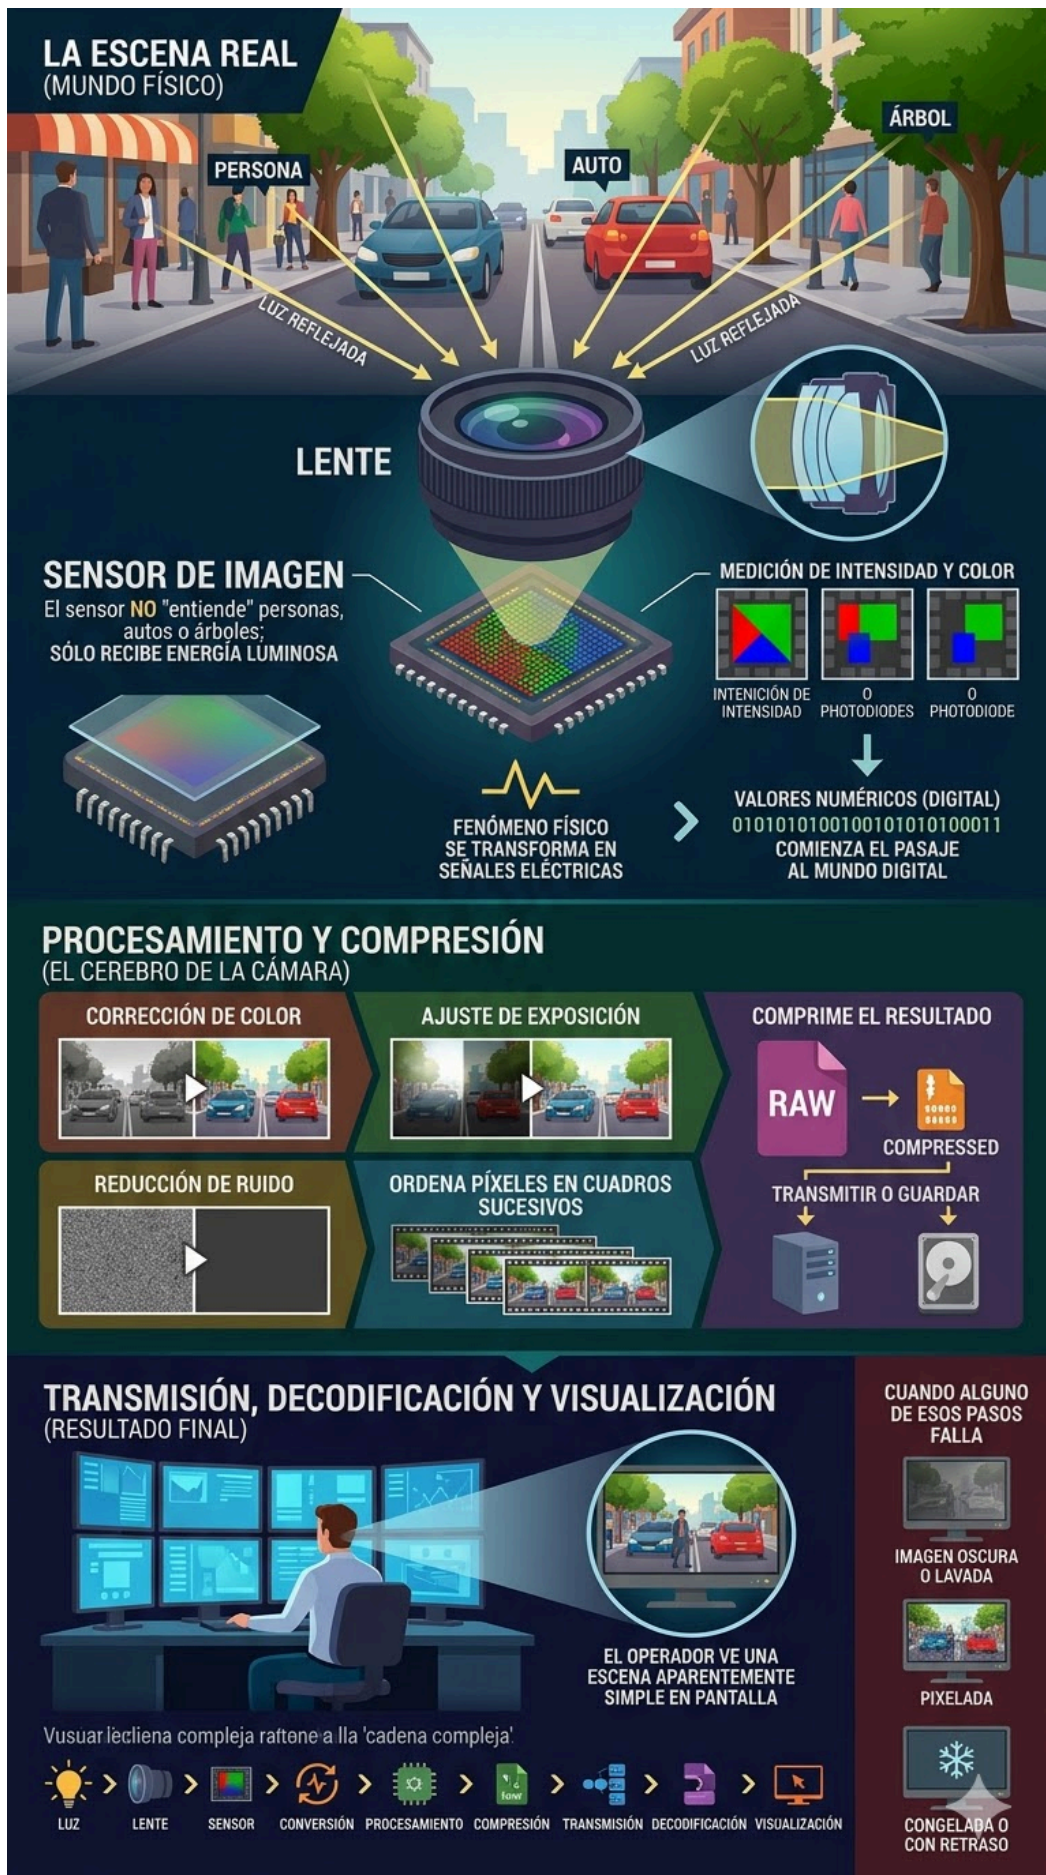 LA ESCENA REAL
(MUNDO FÍSICO)
PERSONA
AUTO
ÁRBOL
LUZ REFLEJADA
LUZ REFLEJADA
LENTE
SENSOR DE IMAGEN
El sensor NO "entiende" personas,
autos o árboles;
SÓLO RECIBE ENERGÍA LUMINOSA
MEDICIÓN DE INTENSIDAD Y COLOR
INTENICIÓN DE
INTENSIDAD
O
PHOTODIODES
O
PHOTODIODE
FENÓMENO FÍSICO
SE TRANSFORMA EN
SEÑALES ELÉCTRICAS
VALORES NUMÉRICOS (DIGITAL)
0101010100100101010100011
COMIENZA EL PASAJE
AL MUNDO DIGITAL
PROCESAMIENTO Y COMPRESIÓN
(EL CEREBRO DE LA CÁMARA)
CORRECCIÓN DE COLOR
AJUSTE DE EXPOSICIÓN
COMPRIME EL RESULTADO
RAW
COMPRESSED
REDUCCIÓN DE RUIDO
ORDENA PÍXELES EN CUADROS
SUCESIVOS
TRANSMITIR O GUARDAR
TRANSMISIÓN, DECODIFICACIÓN Y VISUALIZACIÓN
(RESULTADO FINAL)
EL OPERADOR VE UNA
ESCENA APARENTEMENTE
SIMPLE EN PANTALLA
compleja a lla 'cadena compleja'.
LUZ
LENTE
SENSOR
CONVERSIÓN
PROCESAMIENTO
COMPRESIÓN
TRANSMISIÓN
DECODIFICACIÓN
VISUALIZACIÓN
CUANDO ALGUNO
DE ESOS PASOS
FALLA
IMAGEN OSCURA
O LAVADA
PIXELADA
CONGELADA O
CON RETRASO